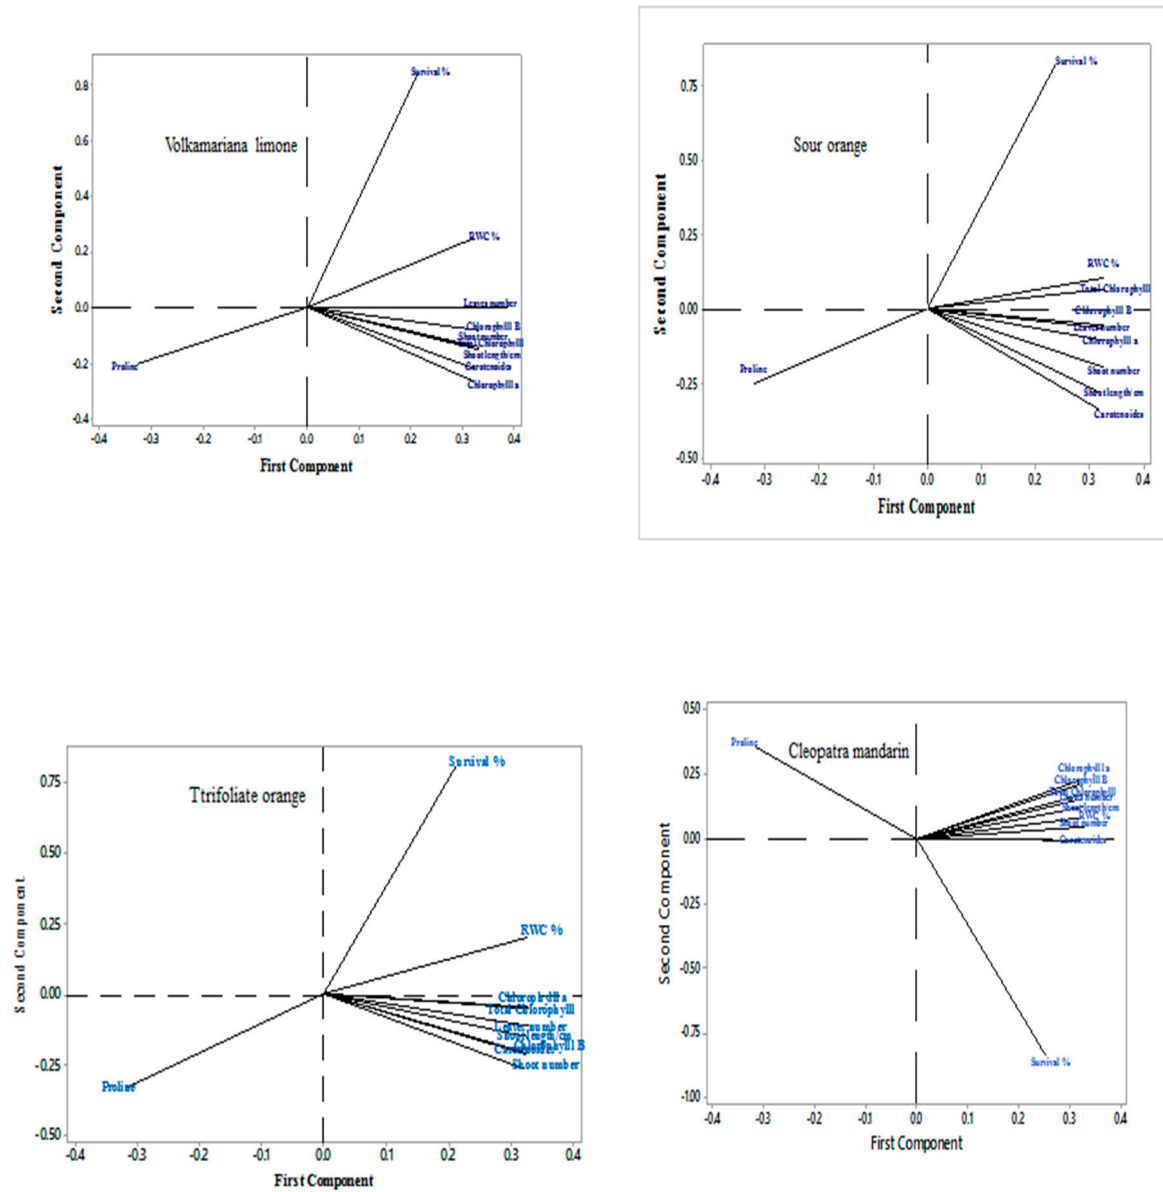 Survival %
Volkamariana limone
RWC %
Leaves number
Chlorophyll B
Shoot number
Shoot length/cm
Carotenoides
Chlorophyll a
Proline
Second Component
0.8
0.6
0.4
0.2
0.0
-0.2
-0.4
-0.4
-0.3
-0.2
-0.1
0.0
0.1
0.2
0.3
0.4
First Component
Survival %
Sour orange
RWC %
Total Chlorophyll
Chlorophyll B
Leaves number
Chlorophyll a
Shoot number
Shoot length/cm
Carotenoides
Proline
Second Component
0.75
0.50
0.25
0.00
-0.25
-0.50
-0.4
-0.3
-0.2
-0.1
0.0
0.1
0.2
0.3
0.4
First Component
Survival %
Ttrifoliate orange
RWC %
Chlorophyll a
Total Chlorophyll
Leaves number
Shoot length/cm
Chlorophyll B
Shoot number
Proline
Second Component
0.75
0.50
0.25
0.00
-0.25
-0.50
-0.4
-0.3
-0.2
-0.1
0.0
0.1
0.2
0.3
0.4
First Component
Proline
Cleopatra mandarin
Chlorophyll a
Chlorophyll B
Shoot length/cm
RWC %
Shoot number
Carotenoides
Survival %
Second Component
0.50
0.25
0.00
-0.25
-0.50
-0.75
-1.00
-0.4
-0.3
-0.2
-0.1
0.0
0.1
0.2
0.3
0.4
First Component